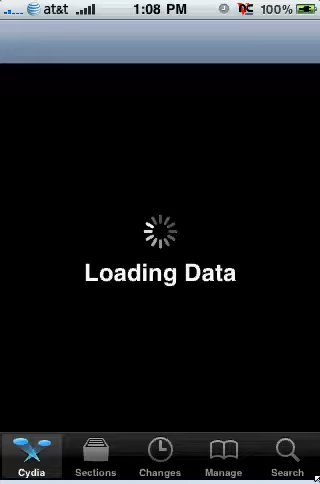 at&t 1:08 PM 100%
Loading Data
Cydia Sections Changes Manage Search